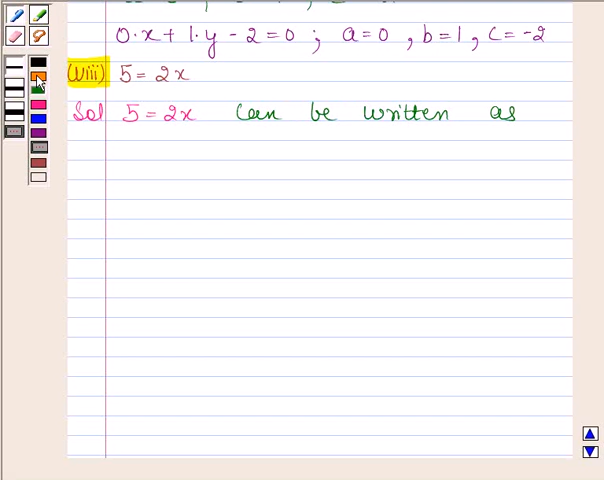 0·x + 1·y - 2 = 0 ; a=0 , b=1 , c=-2
(viii) 5 = 2x
Sol 5 = 2x can be written as